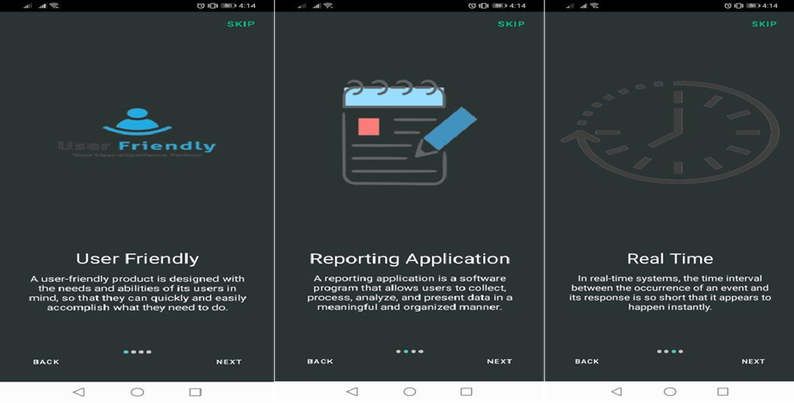 4:14
SKIP
User Friendly
User Friendly
A user-friendly product is designed with
the needs and abilities of its users in
mind, so that they can quickly and easily
accomplish what they need to do.
BACK
NEXT
4:14
SKIP
Reporting Application
A reporting application is a software
program that allows users to collect,
process, analyze, and present data in a
meaningful and organized manner.
BACK
NEXT
4:14
SKIP
Real Time
In real-time systems, the time interval
between the occurrence of an event and
its response is so short that it appears to
happen instantly.
BACK
NEXT